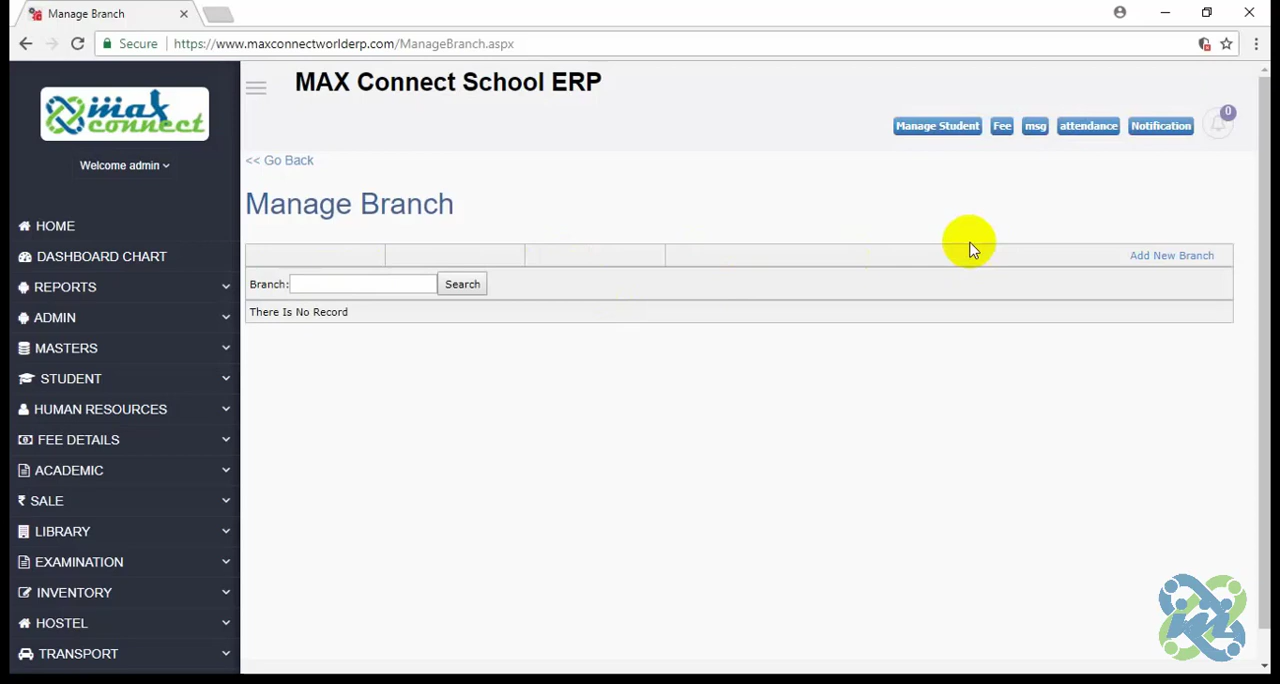 Manage Branch
Secure
https://www.maxconnectworlderp.com/ManageBranch.aspx
max
connect
MAX Connect School ERP
Manage Student
Fee
msg
attendance
Notification
0
Welcome admin
<< Go Back
Manage Branch
Add New Branch
Branch:
Search
There Is No Record
HOME
DASHBOARD CHART
REPORTS
ADMIN
MASTERS
STUDENT
HUMAN RESOURCES
FEE DETAILS
ACADEMIC
₹ SALE
LIBRARY
EXAMINATION
INVENTORY
HOSTEL
TRANSPORT